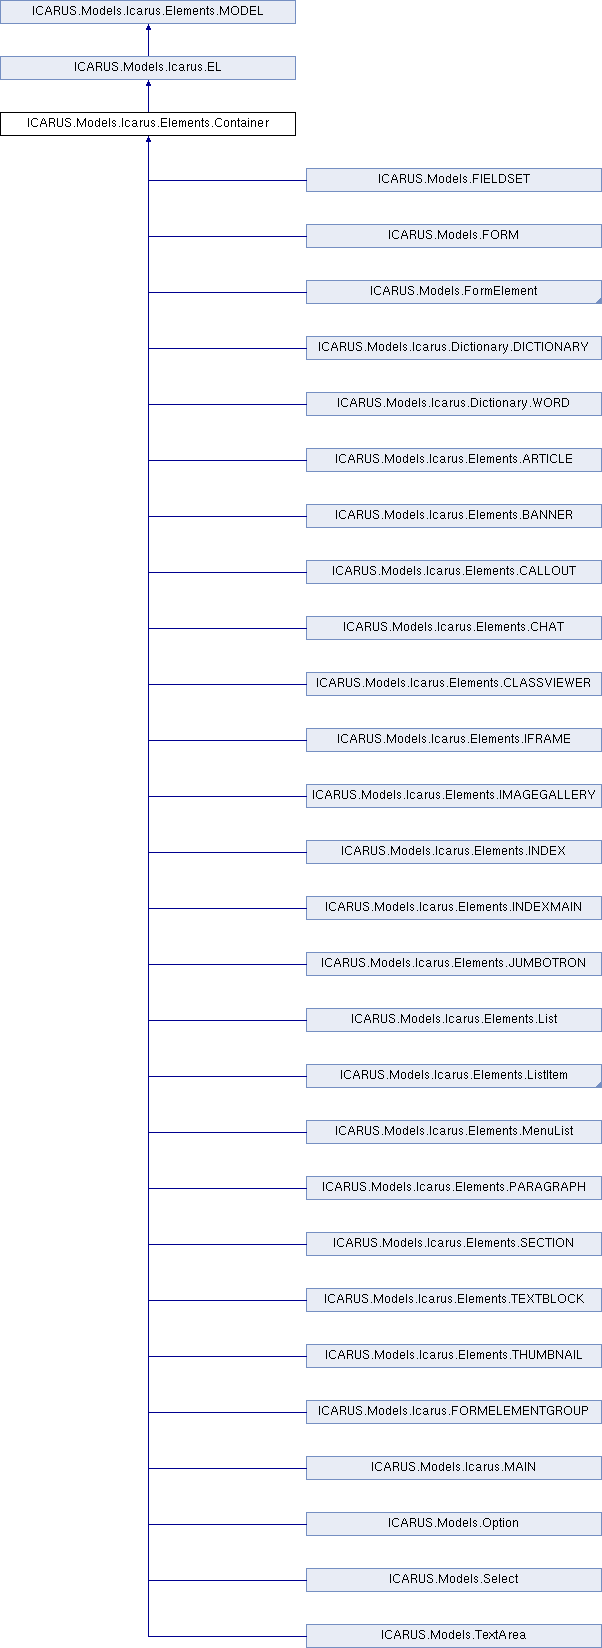 ICARUS.Models.Icarus.Elements.MODEL
ICARUS.Models.Icarus.EL
ICARUS.Models.Icarus.Elements.Container
ICARUS.Models.FIELDSET
ICARUS.Models.FORM
ICARUS.Models.FormElement
ICARUS.Models.Icarus.Dictionary.DICTIONARY
ICARUS.Models.Icarus.Dictionary.WORD
ICARUS.Models.Icarus.Elements.ARTICLE
ICARUS.Models.Icarus.Elements.BANNER
ICARUS.Models.Icarus.Elements.CALLOUT
ICARUS.Models.Icarus.Elements.CHAT
ICARUS.Models.Icarus.Elements.CLASSVIEWER
ICARUS.Models.Icarus.Elements.IFRAME
ICARUS.Models.Icarus.Elements.IMAGEGALLERY
ICARUS.Models.Icarus.Elements.INDEX
ICARUS.Models.Icarus.Elements.INDEXMAIN
ICARUS.Models.Icarus.Elements.JUMBOTRON
ICARUS.Models.Icarus.Elements.List
ICARUS.Models.Icarus.Elements.ListItem
ICARUS.Models.Icarus.Elements.MenuList
ICARUS.Models.Icarus.Elements.PARAGRAPH
ICARUS.Models.Icarus.Elements.SECTION
ICARUS.Models.Icarus.Elements.TEXTBLOCK
ICARUS.Models.Icarus.Elements.THUMBNAIL
ICARUS.Models.Icarus.FORMELEMENTGROUP
ICARUS.Models.Icarus.MAIN
ICARUS.Models.Option
ICARUS.Models.Select
ICARUS.Models.TextArea